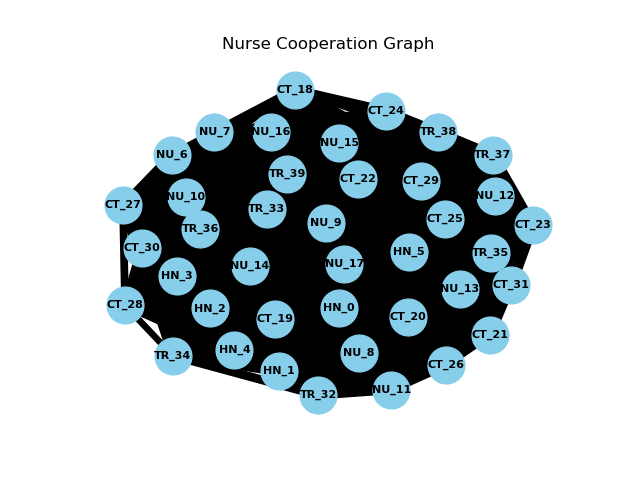 Nurse Cooperation Graph
CT_18
CT_24
NU_7
NU_16
TR_38
NU_15
NU_6
TR_37
TR_39
CT_22
CT_29
NU_10
NU_12
CT_27
TR_33
CT_25
NU_9
CT_23
TR_36
CT_30
HN_5
TR_35
NU_14
NU_17
HN_3
CT_31
NU_13
CT_28
HN_2
HN_0
CT_20
CT_19
CT_21
HN_4
NU_8
TR_34
CT_26
HN_1
NU_11
TR_32